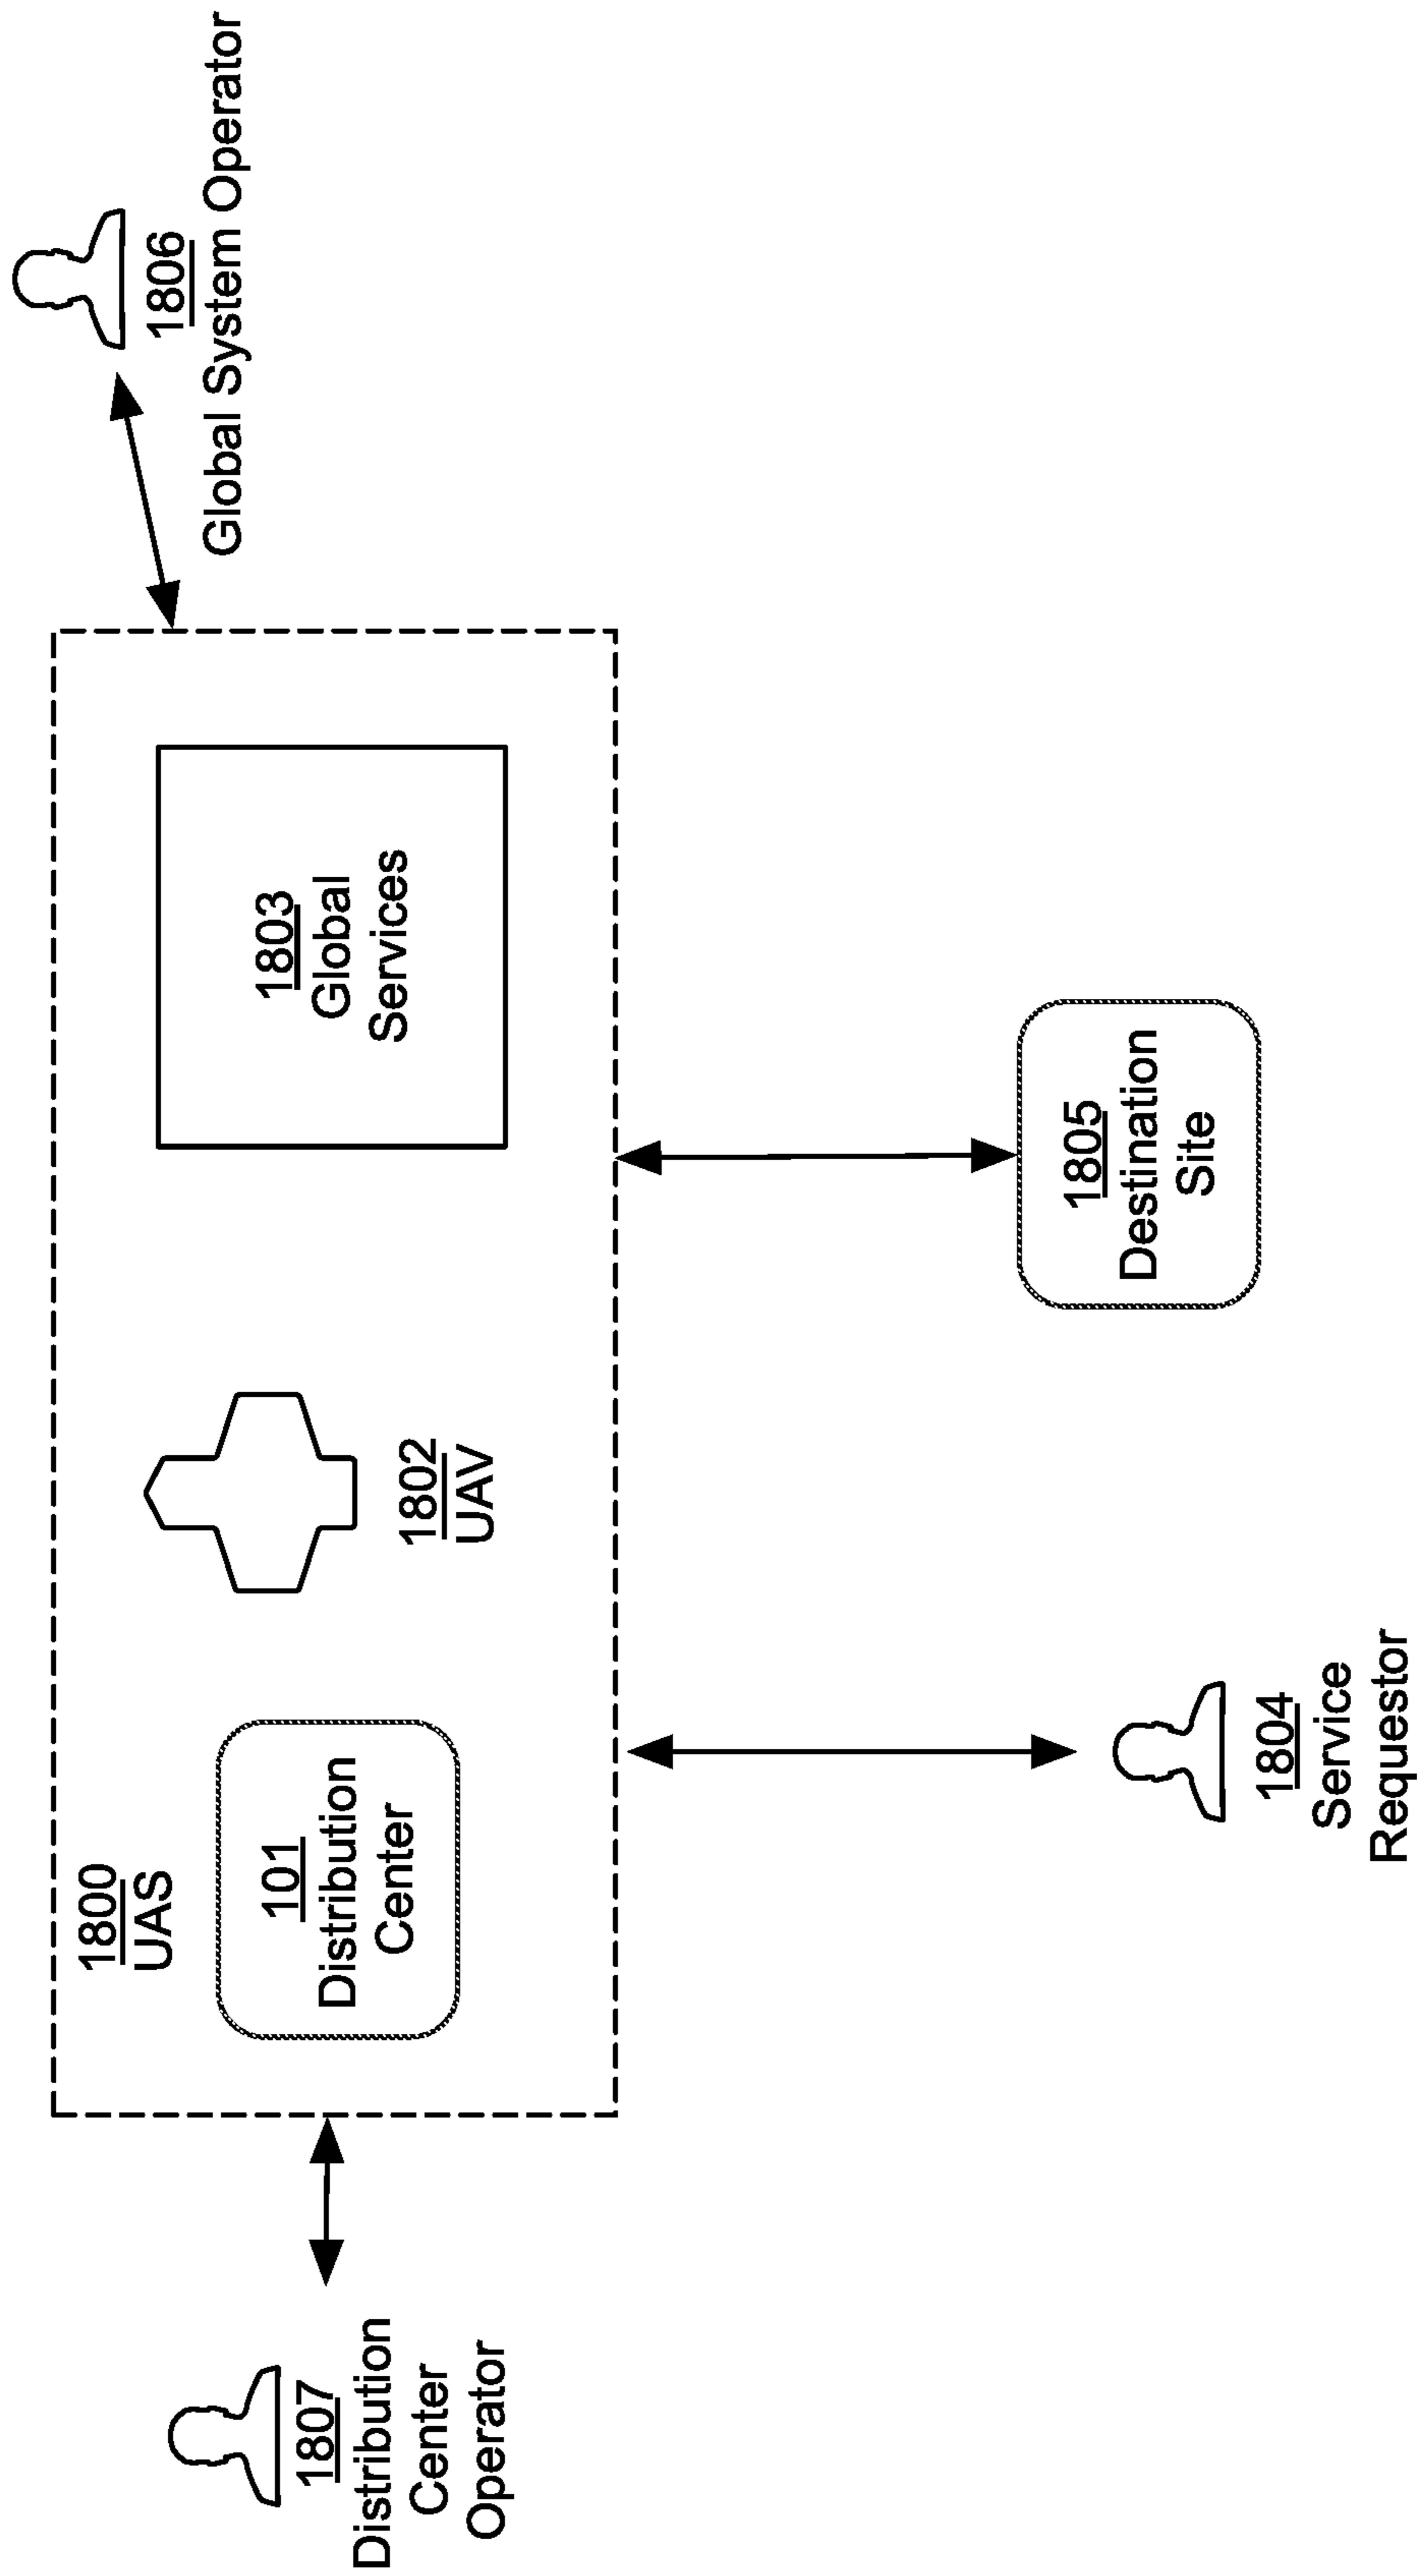 1806
Global System Operator
1800
UAS
1803
Global
Services
1802
UAV
101
Distribution
Center
1807
Distribution
Center
Operator
1805
Destination
Site
1804
Service
Requestor